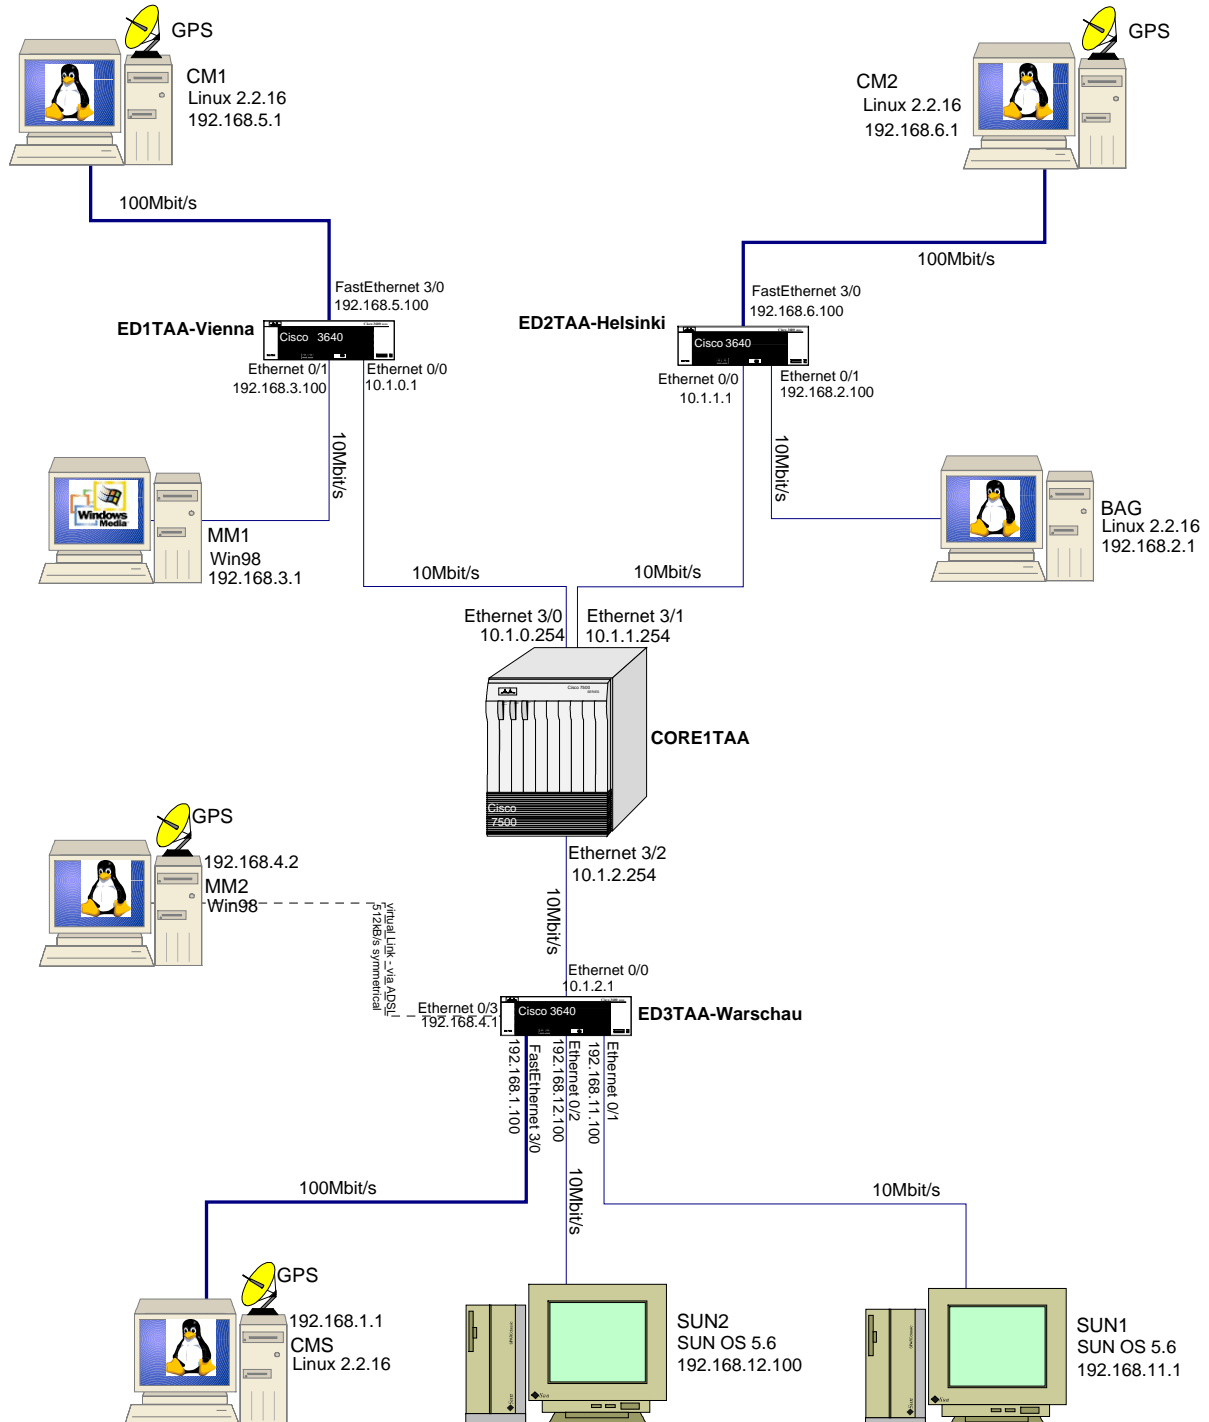 GPS
CM1
Linux 2.2.16
192.168.5.1
GPS
CM2
Linux 2.2.16
192.168.6.1
100Mbit/s
100Mbit/s
FastEthernet 3/0
192.168.5.100
ED1TAA-Vienna
Cisco 3640
Ethernet 0/1
192.168.3.100
Ethernet 0/0
10.1.0.1
FastEthernet 3/0
192.168.6.100
ED2TAA-Helsinki
Cisco 3640
Ethernet 0/0
10.1.1.1
Ethernet 0/1
192.168.2.100
10Mbit/s
10Mbit/s
Windows
Media
MM1
Win98
192.168.3.1
BAG
Linux 2.2.16
192.168.2.1
10Mbit/s
10Mbit/s
Ethernet 3/0
10.1.0.254
Ethernet 3/1
10.1.1.254
Cisco 7500
CORE1TAA
Cisco
7500
GPS
192.168.4.2
MM2
Win98
Ethernet 3/2
10.1.2.254
10Mbit/s
virtual Link - via ADSL
512kB/s symmetrical
Ethernet 0/0
10.1.2.1
Ethernet 0/3
192.168.4.1
Cisco 3640
ED3TAA-Warschau
FastEthernet 3/0
192.168.1.100
Ethernet 0/2
192.168.12.100
Ethernet 0/1
192.168.11.100
100Mbit/s
10Mbit/s
10Mbit/s
GPS
192.168.1.1
CMS
Linux 2.2.16
Sun
SUN2
SUN OS 5.6
192.168.12.100
Sun
SUN1
SUN OS 5.6
192.168.11.1